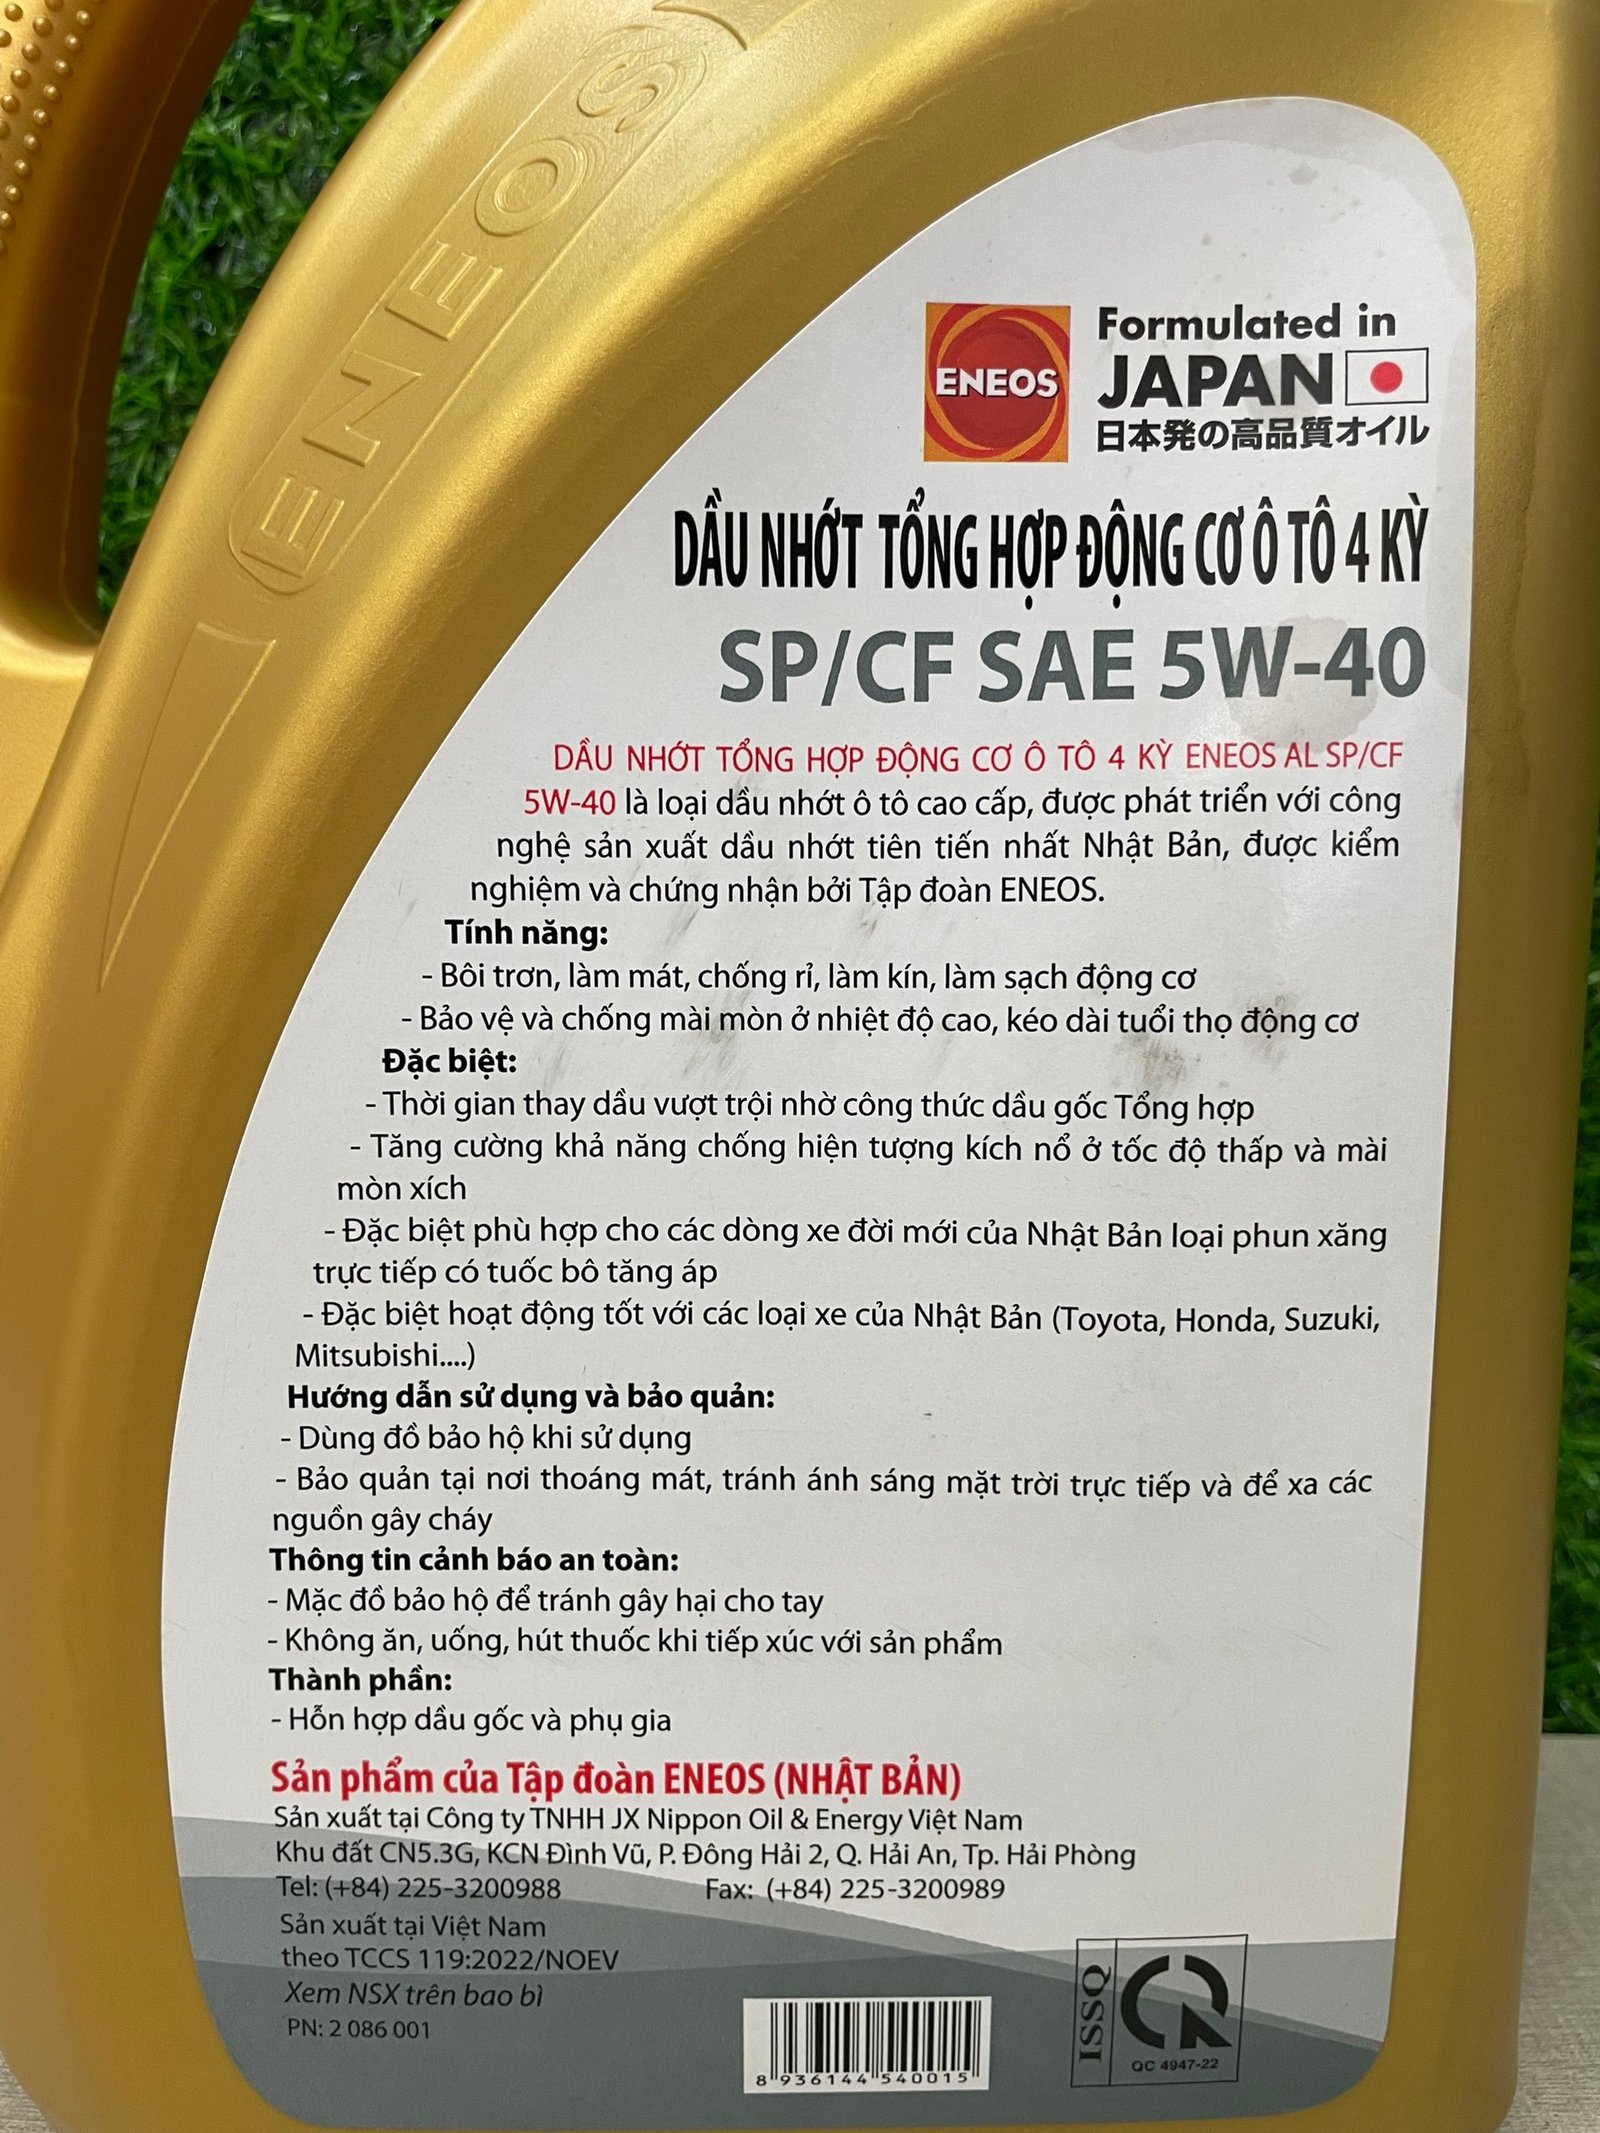 ENEOS
ENEOS
Formulated in
JAPAN
日本発の高品質オイル
DẦU NHỚT TỔNG HỢP ĐỘNG CƠ Ô TÔ 4 KỲ
SP/CF SAE 5W-40
DẦU NHỚT TỔNG HỢP ĐỘNG CƠ Ô TÔ 4 KỲ ENEOS AL SP/CF
5W-40 là loại dầu nhớt ô tô cao cấp, được phát triển với công
nghệ sản xuất dầu nhớt tiên tiến nhất Nhật Bản, được kiểm
nghiệm và chứng nhận bởi Tập đoàn ENEOS.
Tính năng:
- Bôi trơn, làm mát, chống rỉ, làm kín, làm sạch động cơ
- Bảo vệ và chống mài mòn ở nhiệt độ cao, kéo dài tuổi thọ động cơ
Đặc biệt:
- Thời gian thay dầu vượt trội nhờ công thức dầu gốc Tổng hợp
- Tăng cường khả năng chống hiện tượng kích nổ ở tốc độ thấp và mài
mòn xích
- Đặc biệt phù hợp cho các dòng xe đời mới của Nhật Bản loại phun xăng
trực tiếp có tuốc bô tăng áp
- Đặc biệt hoạt động tốt với các loại xe của Nhật Bản (Toyota, Honda, Suzuki,
Mitsubishi....)
Hướng dẫn sử dụng và bảo quản:
- Dùng đồ bảo hộ khi sử dụng
- Bảo quản tại nơi thoáng mát, tránh ánh sáng mặt trời trực tiếp và để xa các
nguồn gây cháy
Thông tin cảnh báo an toàn:
- Mặc đồ bảo hộ để tránh gây hại cho tay
- Không ăn, uống, hút thuốc khi tiếp xúc với sản phẩm
Thành phần:
- Hỗn hợp dầu gốc và phụ gia
Sản phẩm của Tập đoàn ENEOS (NHẬT BẢN)
Sản xuất tại Công ty TNHH JX Nippon Oil & Energy Việt Nam
Khu đất CN5.3G, KCN Đình Vũ, P. Đông Hải 2, Q. Hải An, Tp. Hải Phòng
Tel: (+84) 225-3200988 Fax: (+84) 225-3200989
Sản xuất tại Việt Nam
theo TCCS 119:2022/NOEV
Xem NSX trên bao bì
PN: 2 086 001
8 936144 540015
ISSQ
QC 4947-22